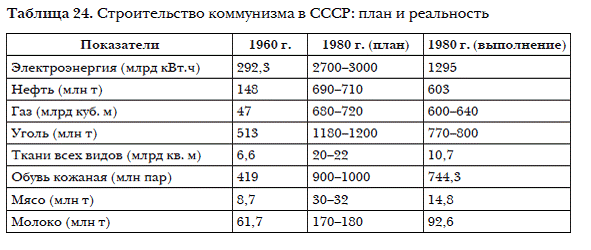 Таблица 24. Строительство коммунизма в СССР: план и реальность
Показатели 1960 г. 1980 г. (план) 1980 г. (выполнение)
Электроэнергия (млрд кВт.ч) 292,3 2700–3000 1295
Нефть (млн т) 148 690–710 603
Газ (млрд куб. м) 47 680–720 600–640
Уголь (млн т) 513 1180–1200 770–800
Ткани всех видов (млрд кв. м) 6,6 20–22 10,7
Обувь кожаная (млн пар) 419 900–1000 744,3
Мясо (млн т) 8,7 30–32 14,8
Молоко (млн т) 61,7 170–180 92,6